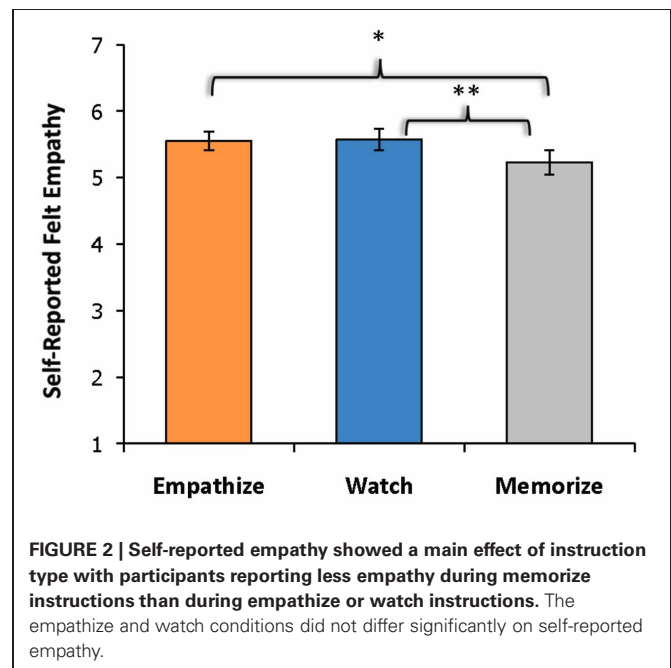 7
*
6
**
5
4
3
2
1
Self-Reported Felt Empathy
Empathize Watch Memorize
FIGURE 2 | Self-reported empathy showed a main effect of instruction
type with participants reporting less empathy during memorize
instructions than during empathize or watch instructions. The
empathize and watch conditions did not differ significantly on self-reported
empathy.